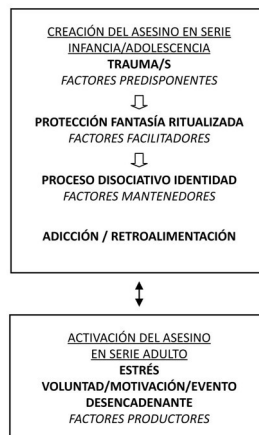 CREACIÓN DEL ASESINO EN SERIE
INFANCIA/ADOLESCENCIA
TRAUMA/S
FACTORES PREDISPONENTES
PROTECCIÓN FANTASÍA RITUALIZADA
FACTORES FACILITADORES
PROCESO DISOCIATIVO IDENTIDAD
FACTORES MANTENEDORES
ADICCIÓN / RETROALIMENTACIÓN
ACTIVACIÓN DEL ASESINO
EN SERIE ADULTO
ESTRÉS
VOLUNTAD/MOTIVACIÓN/EVENTO
DESENCADENANTE
FACTORES PRODUCTORES